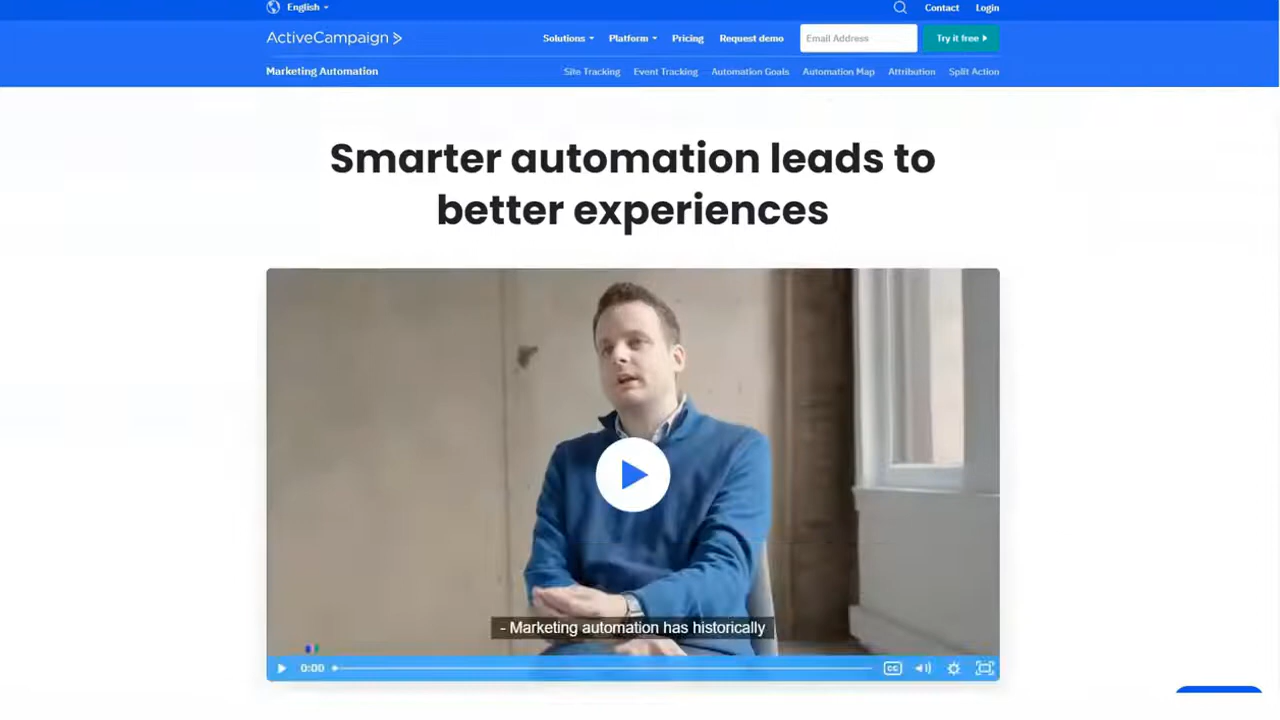 English
Contact
Login
ActiveCampaign >
Solutions
Platform
Pricing
Request demo
Email Address
Try it free
Marketing Automation
Site Tracking
Event Tracking
Automation Goals
Automation Map
Attribution
Split Action
Smarter automation leads to
better experiences
- Marketing automation has historically
0:00
CC